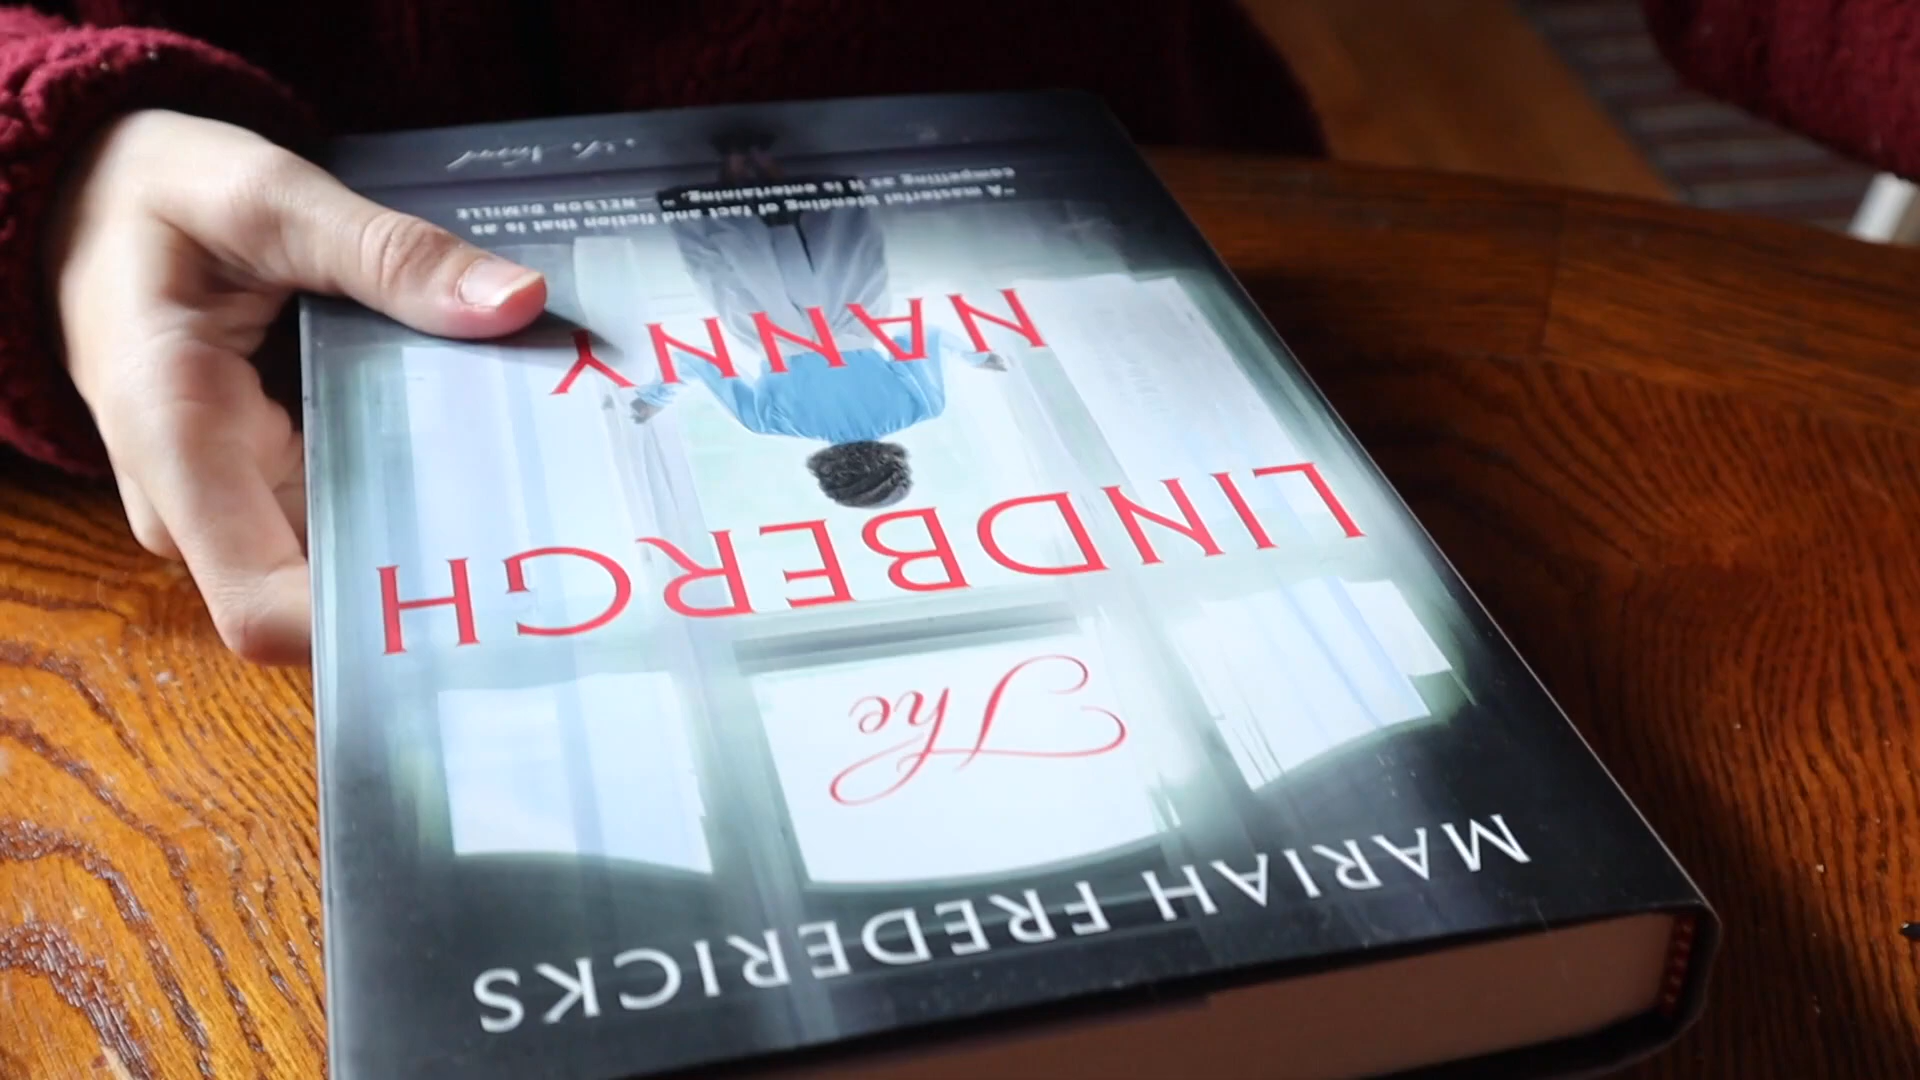 MARIAH FREDERICKS
The
LINDBERGH
NANNY
"A masterful blending of fact and fiction that is as
compelling as it is entertaining."
—NELSON DeMILLE